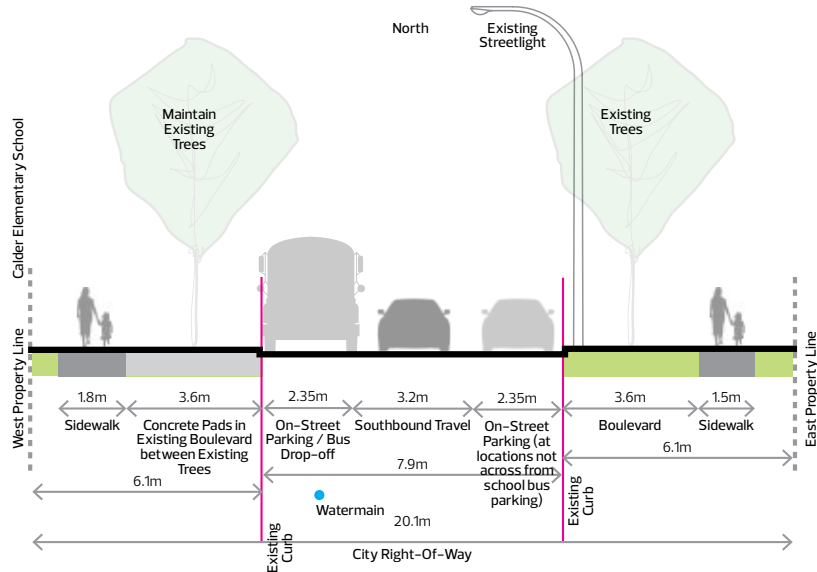 North
Existing
Streetlight
Maintain
Existing
Trees
Existing
Trees
Calder Elementary School
West Property Line
East Property Line
1.8m
3.6m
2.35m
3.2m
2.35m
3.6m
1.5m
Sidewalk
Concrete Pads in
Existing Boulevard
between Existing
Trees
On-Street
Parking / Bus
Drop-off
Southbound Travel
On-Street
Parking (at
locations not
across from
school bus
parking)
Boulevard
Sidewalk
6.1m
7.9m
6.1m
Watermain
20.1m
Existing
Curb
Existing
Curb
City Right-Of-Way